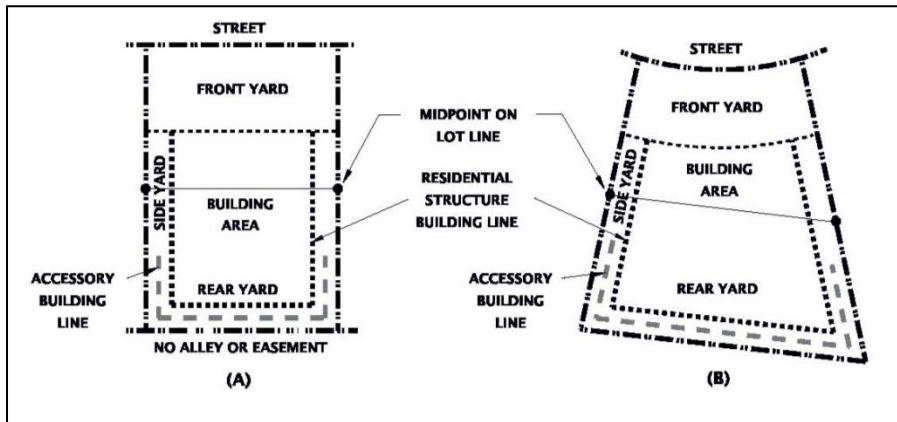 STREET
FRONT YARD
SIDE YARD
BUILDING
AREA
REAR YARD
ACCESSORY
BUILDING
LINE
NO ALLEY OR EASEMENT
(A)
MIDPOINT ON
LOT LINE
RESIDENTIAL
STRUCTURE
BUILDING LINE
STREET
FRONT YARD
SIDE YARD
BUILDING
AREA
REAR YARD
ACCESSORY
BUILDING
LINE
(B)